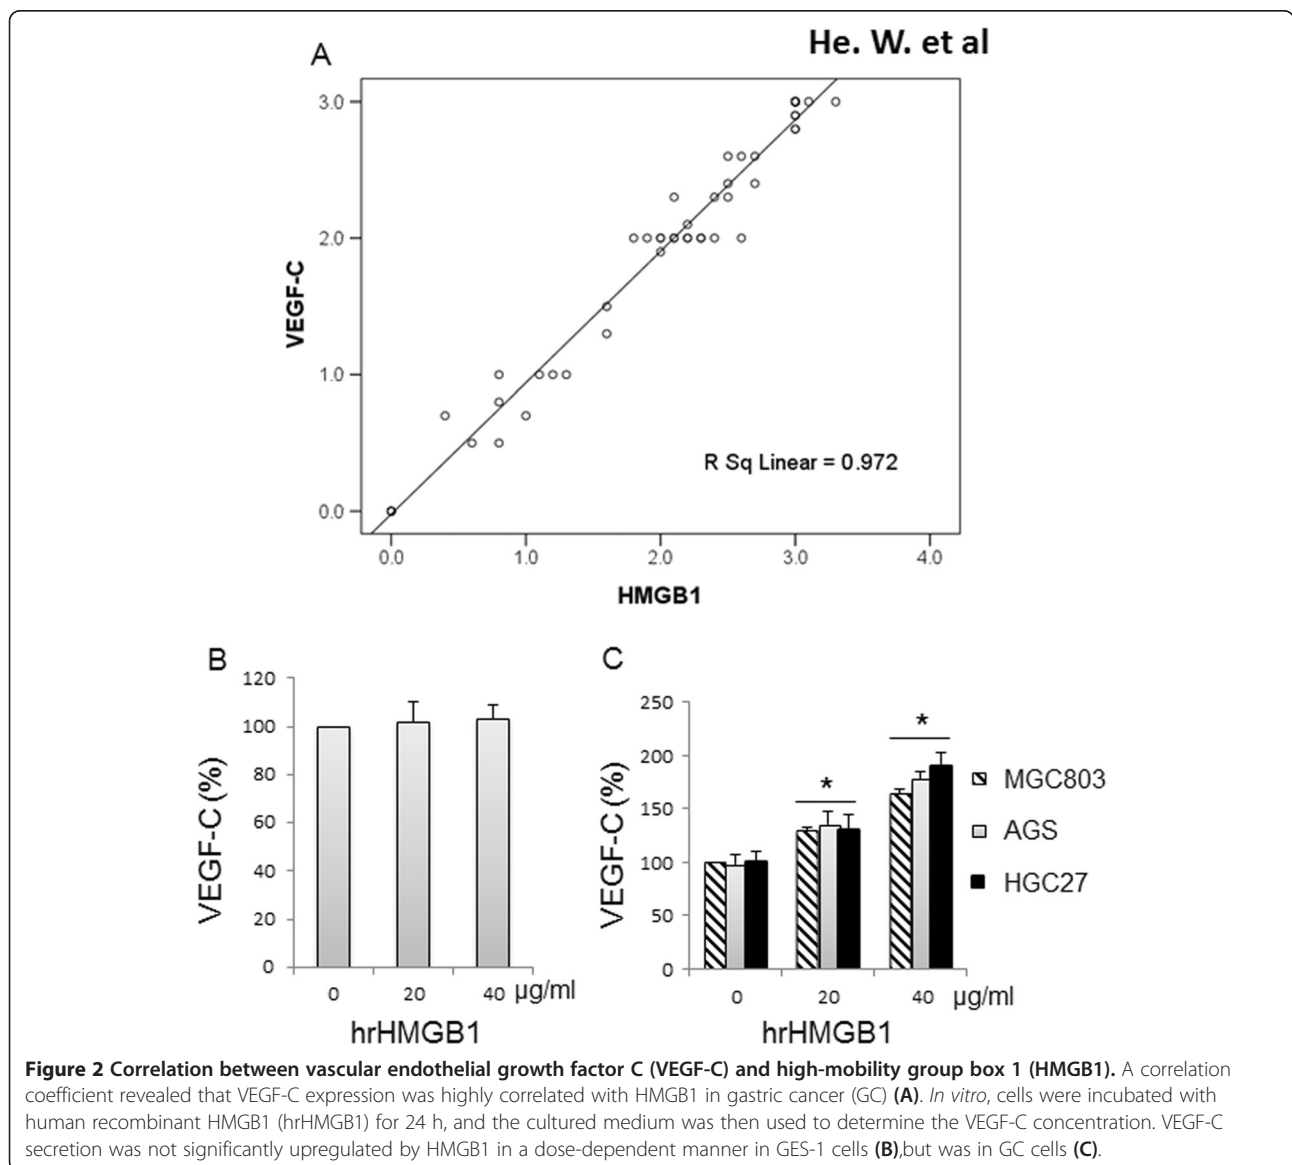 He. W. et al
A
3.0
2.0
1.0
0.0
VEGF-C
R Sq Linear = 0.972
0.0 1.0 2.0 3.0 4.0
HMGB1
B
120
100
80
60
40
20
0
VEGF-C (%)
0 20 40 µg/ml
hrHMGB1
C
250
200
150
100
50
0
VEGF-C (%)
*
*
0 20 40 µg/ml
hrHMGB1
MGC803
AGS
HGC27
Figure 2 Correlation between vascular endothelial growth factor C (VEGF-C) and high-mobility group box 1 (HMGB1). A correlation
coefficient revealed that VEGF-C expression was highly correlated with HMGB1 in gastric cancer (GC) (A). In vitro, cells were incubated with
human recombinant HMGB1 (hrHMGB1) for 24 h, and the cultured medium was then used to determine the VEGF-C concentration. VEGF-C
secretion was not significantly upregulated by HMGB1 in a dose-dependent manner in GES-1 cells (B),but was in GC cells (C).